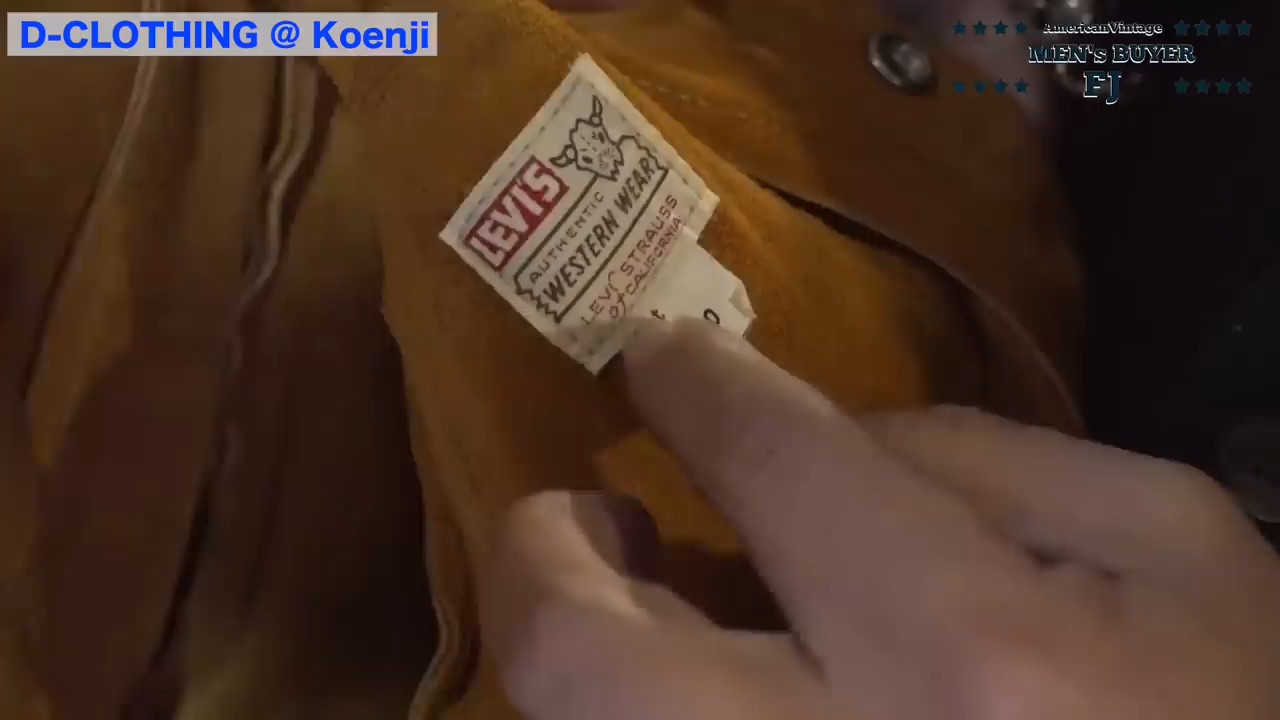 D-CLOTHING @ Koenji
AmericanVintage
MEN's BUYER
FJ
LEVI'S
AUTHENTIC
WESTERN WEAR
LEVI STRAUSS
of CALIFORNIA